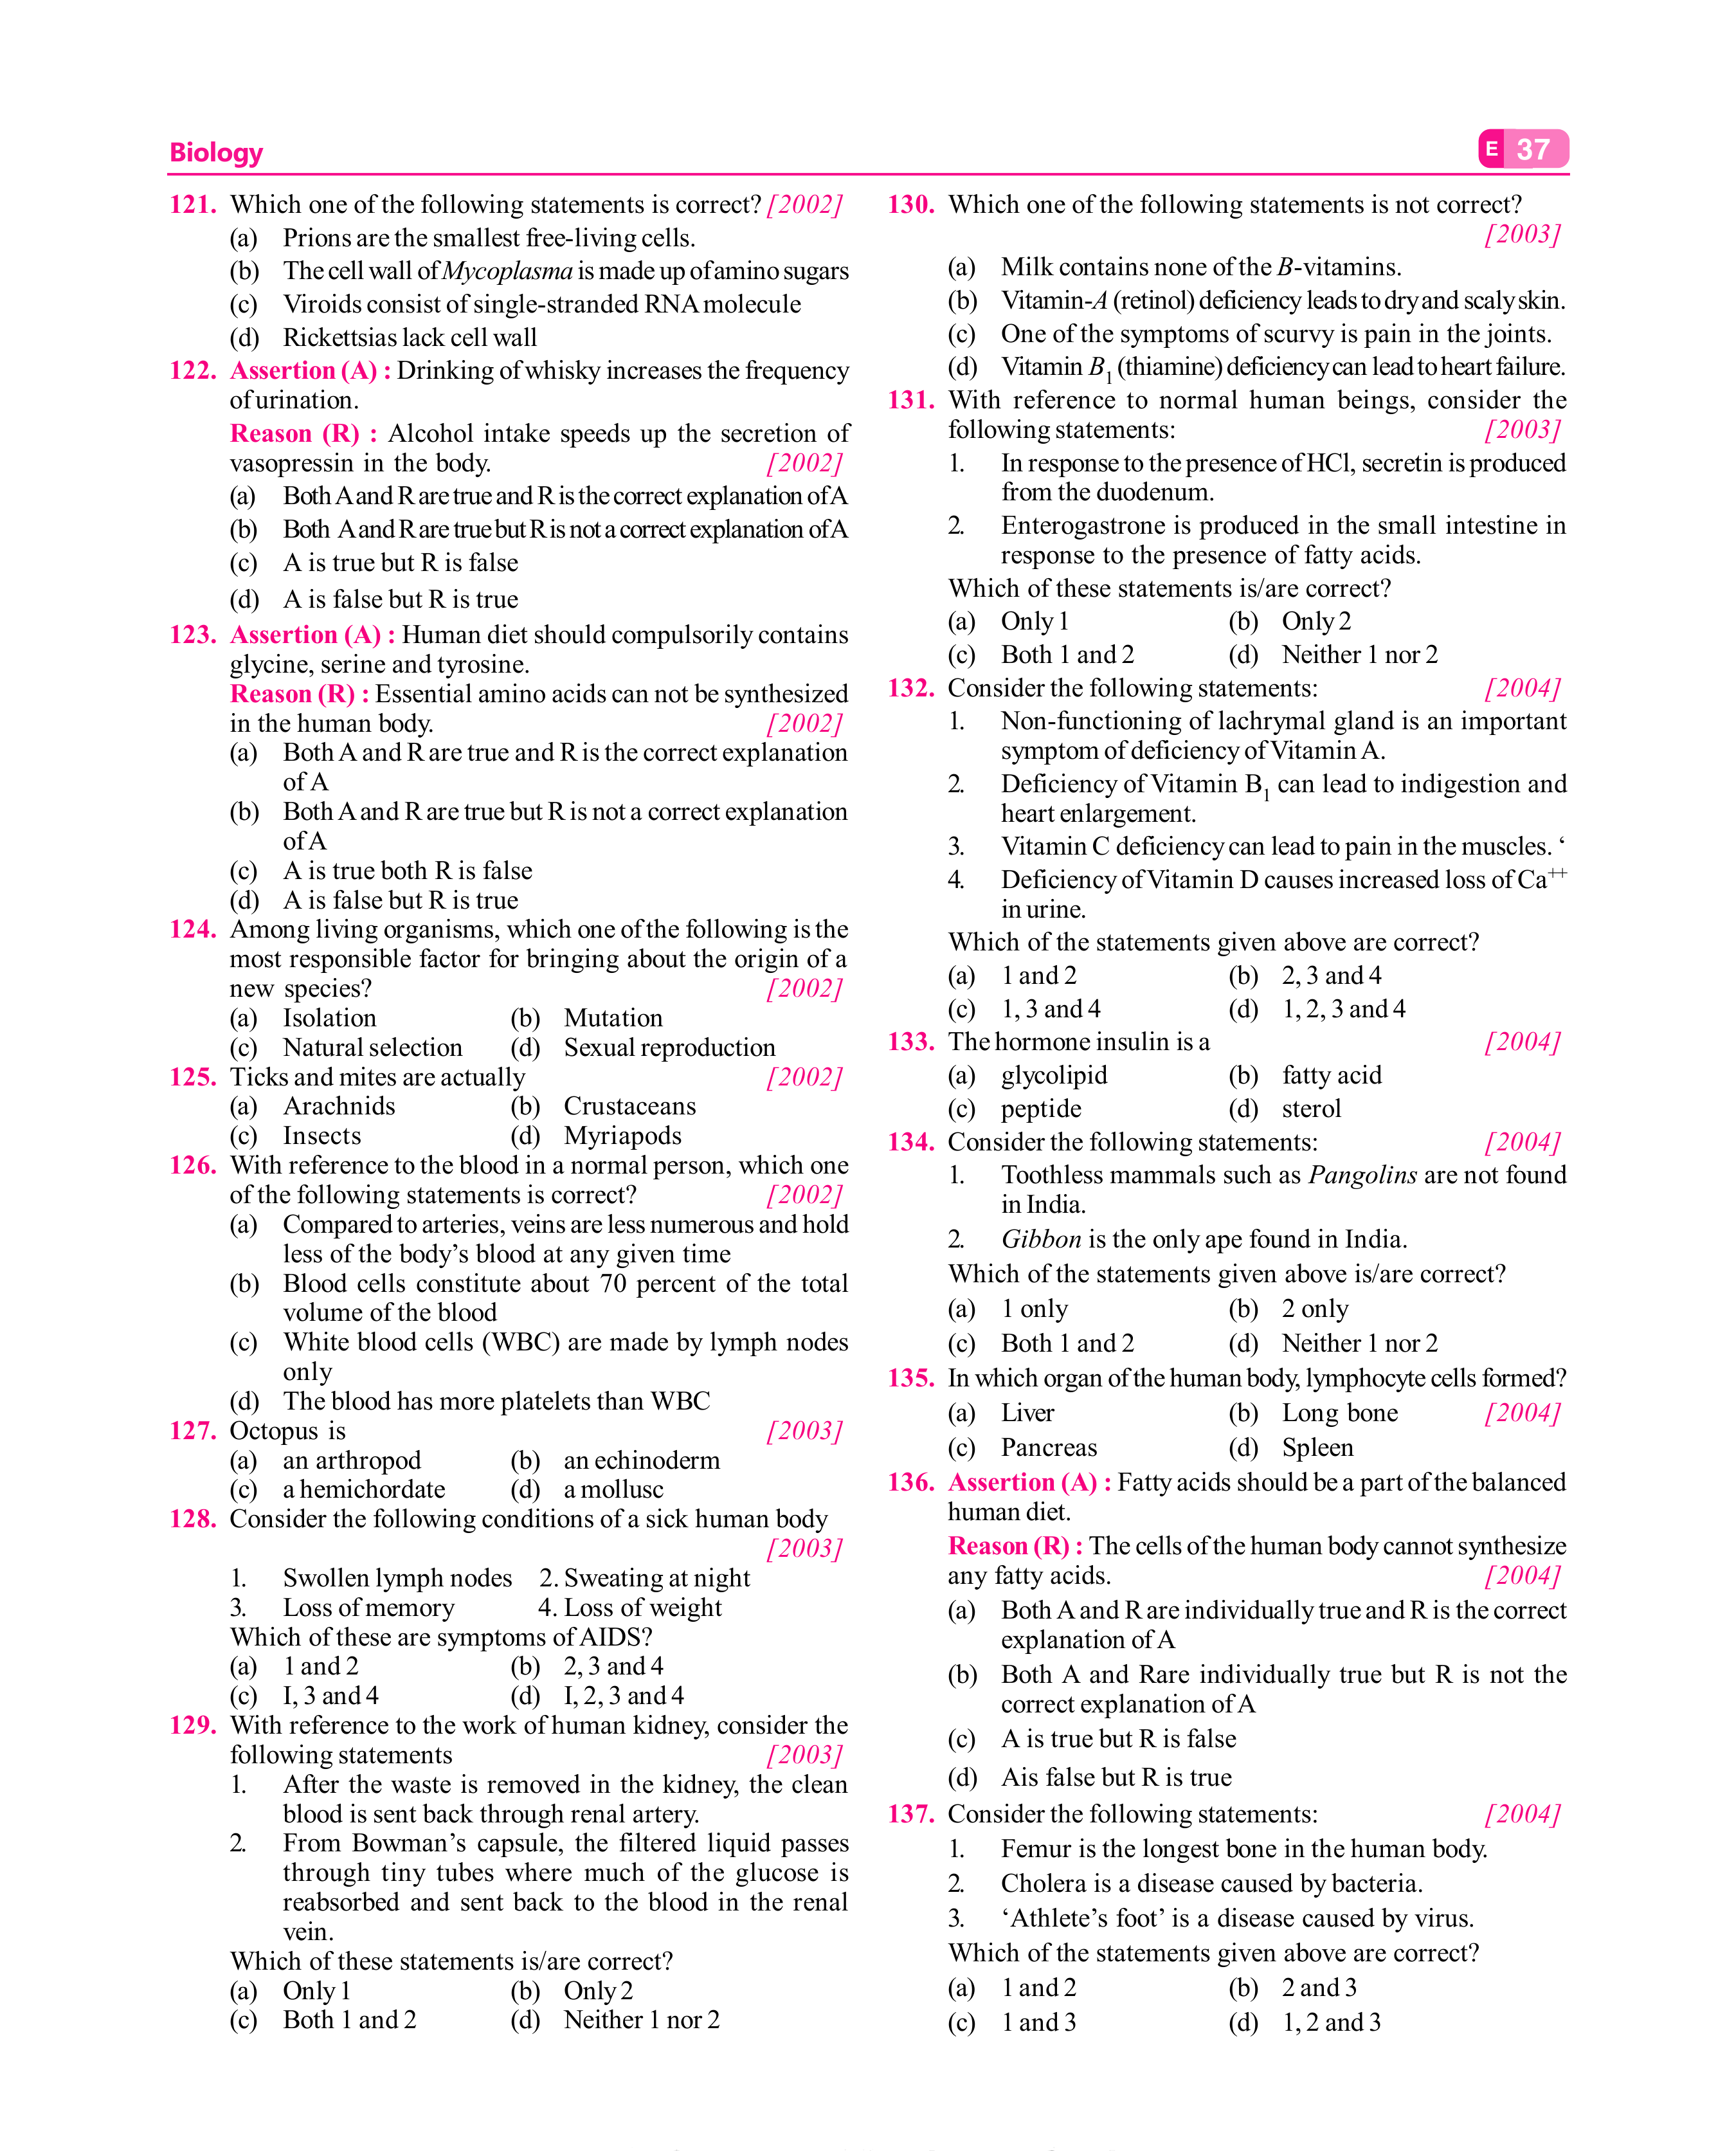 Biology
E 37
121. Which one of the following statements is correct? [2002]
(a) Prions are the smallest free-living cells.
(b) The cell wall of Mycoplasma is made up of amino sugars
(c) Viroids consist of single-stranded RNA molecule
(d) Rickettsias lack cell wall
122. Assertion (A) : Drinking of whisky increases the frequency
of urination.
Reason (R) : Alcohol intake speeds up the secretion of
vasopressin in the body. [2002]
(a) Both A and R are true and R is the correct explanation of A
(b) Both A and R are true but R is not a correct explanation of A
(c) A is true but R is false
(d) A is false but R is true
123. Assertion (A) : Human diet should compulsorily contains
glycine, serine and tyrosine.
Reason (R) : Essential amino acids can not be synthesized
in the human body. [2002]
(a) Both A and R are true and R is the correct explanation
of A
(b) Both A and R are true but R is not a correct explanation
of A
(c) A is true both R is false
(d) A is false but R is true
124. Among living organisms, which one of the following is the
most responsible factor for bringing about the origin of a
new species? [2002]
(a) Isolation (b) Mutation
(c) Natural selection (d) Sexual reproduction
125. Ticks and mites are actually [2002]
(a) Arachnids (b) Crustaceans
(c) Insects (d) Myriapods
126. With reference to the blood in a normal person, which one
of the following statements is correct? [2002]
(a) Compared to arteries, veins are less numerous and hold
less of the body's blood at any given time
(b) Blood cells constitute about 70 percent of the total
volume of the blood
(c) White blood cells (WBC) are made by lymph nodes
only
(d) The blood has more platelets than WBC
127. Octopus is [2003]
(a) an arthropod (b) an echinoderm
(c) a hemichordate (d) a mollusc
128. Consider the following conditions of a sick human body
[2003]
1. Swollen lymph nodes 2. Sweating at night
3. Loss of memory 4. Loss of weight
Which of these are symptoms of AIDS?
(a) 1 and 2 (b) 2, 3 and 4
(c) I, 3 and 4 (d) I, 2, 3 and 4
129. With reference to the work of human kidney, consider the
following statements [2003]
1. After the waste is removed in the kidney, the clean
blood is sent back through renal artery.
2. From Bowman's capsule, the filtered liquid passes
through tiny tubes where much of the glucose is
reabsorbed and sent back to the blood in the renal
vein.
Which of these statements is/are correct?
(a) Only 1 (b) Only 2
(c) Both 1 and 2 (d) Neither 1 nor 2
130. Which one of the following statements is not correct?
[2003]
(a) Milk contains none of the B-vitamins.
(b) Vitamin-A (retinol) deficiency leads to dry and scaly skin.
(c) One of the symptoms of scurvy is pain in the joints.
(d) Vitamin B1 (thiamine) deficiency can lead to heart failure.
131. With reference to normal human beings, consider the
following statements: [2003]
1. In response to the presence of HCl, secretin is produced
from the duodenum.
2. Enterogastrone is produced in the small intestine in
response to the presence of fatty acids.
Which of these statements is/are correct?
(a) Only 1 (b) Only 2
(c) Both 1 and 2 (d) Neither 1 nor 2
132. Consider the following statements: [2004]
1. Non-functioning of lachrymal gland is an important
symptom of deficiency of Vitamin A.
2. Deficiency of Vitamin B1 can lead to indigestion and
heart enlargement.
3. Vitamin C deficiency can lead to pain in the muscles. ‘
4. Deficiency of Vitamin D causes increased loss of Ca++
in urine.
Which of the statements given above are correct?
(a) 1 and 2 (b) 2, 3 and 4
(c) 1, 3 and 4 (d) 1, 2, 3 and 4
133. The hormone insulin is a [2004]
(a) glycolipid (b) fatty acid
(c) peptide (d) sterol
134. Consider the following statements: [2004]
1. Toothless mammals such as Pangolins are not found
in India.
2. Gibbon is the only ape found in India.
Which of the statements given above is/are correct?
(a) 1 only (b) 2 only
(c) Both 1 and 2 (d) Neither 1 nor 2
135. In which organ of the human body, lymphocyte cells formed?
(a) Liver (b) Long bone [2004]
(c) Pancreas (d) Spleen
136. Assertion (A) : Fatty acids should be a part of the balanced
human diet.
Reason (R) : The cells of the human body cannot synthesize
any fatty acids. [2004]
(a) Both A and R are individually true and R is the correct
explanation of A
(b) Both A and Rare individually true but R is not the
correct explanation of A
(c) A is true but R is false
(d) Ais false but R is true
137. Consider the following statements: [2004]
1. Femur is the longest bone in the human body.
2. Cholera is a disease caused by bacteria.
3. ‘Athlete’s foot’ is a disease caused by virus.
Which of the statements given above are correct?
(a) 1 and 2 (b) 2 and 3
(c) 1 and 3 (d) 1, 2 and 3